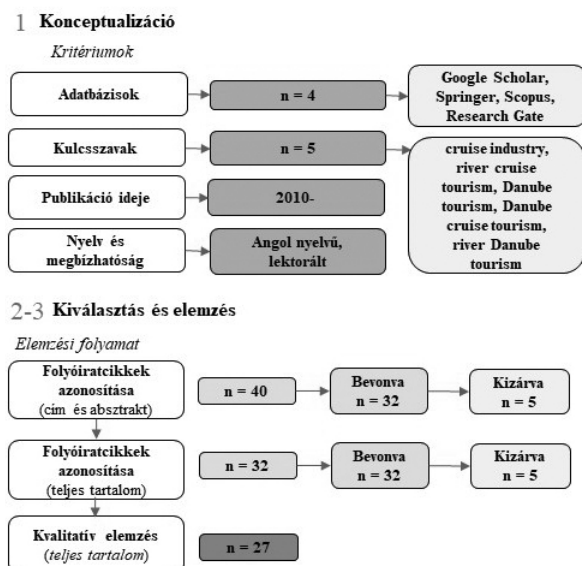 1 Konceptualizáció
Kritériumok
Adatbázisok
n = 4
Google Scholar,
Springer, Scopus,
Research Gate
Kulcsszavak
n = 5
cruise industry,
river cruise
tourism, Danube
tourism, Danube
cruise tourism,
river Danube
tourism
Publikáció ideje
2010-
Nyelv és
megbízhatóság
Angol nyelvű,
lektorált
2-3 Kiválasztás és elemzés
Elemzési folyamat
Folyóiratcikkek
azonosítása
(cím és absztrakt)
n = 40
Bevonva
n = 32
Kizárva
n = 5
Folyóiratcikkek
azonosítása
(teljes tartalom)
n = 32
Bevonva
n = 32
Kizárva
n = 5
Kvalitatív elemzés
(teljes tartalom)
n = 27